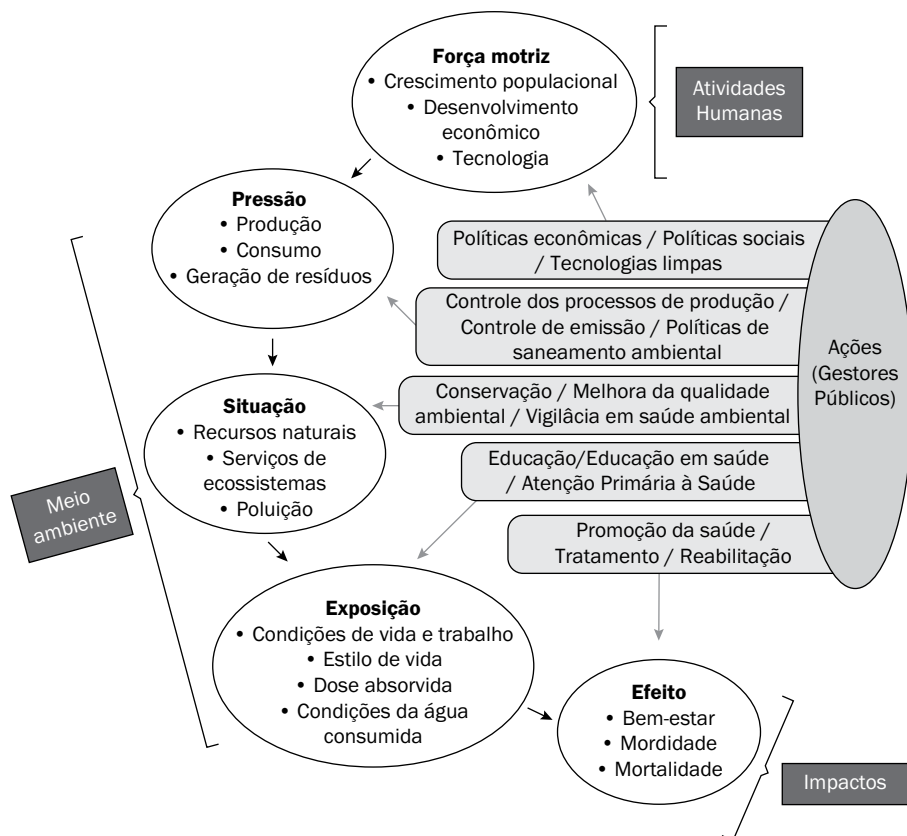 Força motriz
• Crescimento populacional
• Desenvolvimento
econômico
• Tecnologia
Atividades
Humanas
Pressão
• Produção
• Consumo
• Geração de resíduos
Políticas econômicas / Políticas sociais
/ Tecnologias limpas
Controle dos processos de produção /
Controle de emissão / Políticas de
saneamento ambiental
Ações
(Gestores
Públicos)
Situação
• Recursos naturais
• Serviços de
ecossistemas
• Poluição
Conservação / Melhora da qualidade
ambiental / Vigilácia em saúde ambiental
Educação/Educação em saúde
/ Atenção Primária à Saúde
Meio
ambiente
Promoção da saúde /
Tratamento / Reabilitação
Exposição
• Condições de vida e trabalho
• Estilo de vida
• Dose absorvida
• Condições da água
consumida
Efeito
• Bem-estar
• Mordidade
• Mortalidade
Impactos